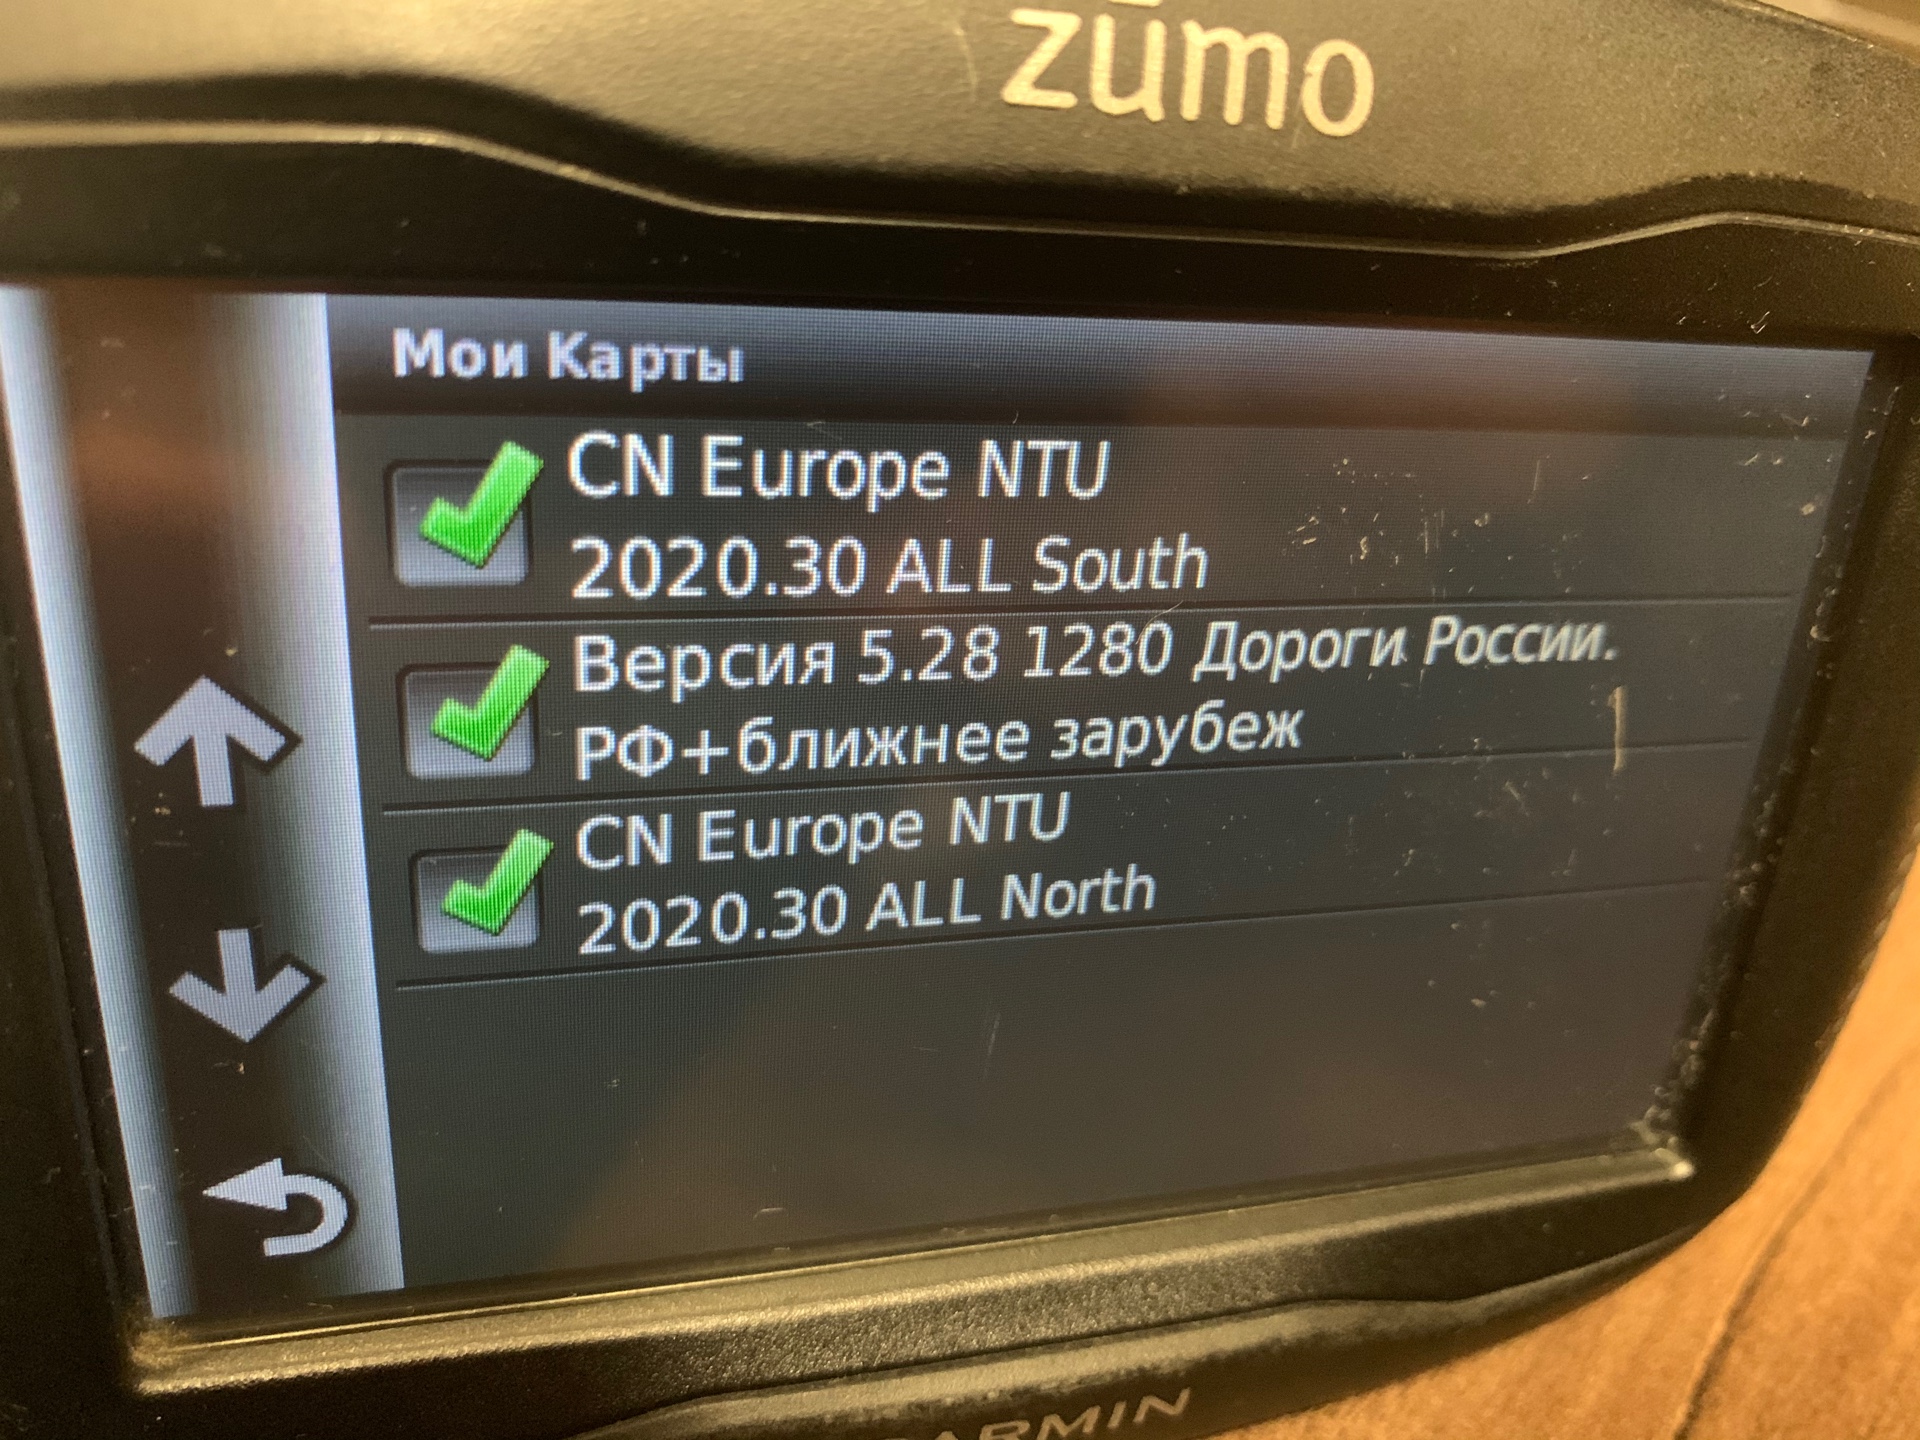 zūmo
Мои Карты
CN Europe NTU
2020.30 ALL South
Версия 5.28 1280 Дороги России.
РФ+ближнее зарубеж
CN Europe NTU
2020.30 ALL North
GARMIN